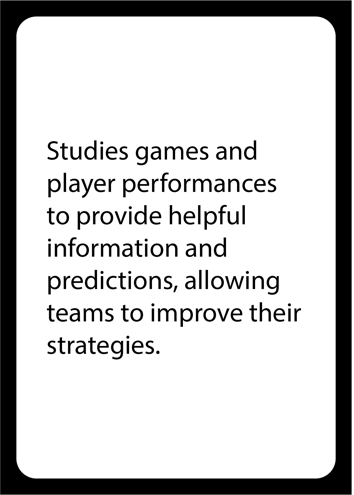 Studies games and
player performances
to provide helpful
information and
predictions, allowing
teams to improve their
strategies.